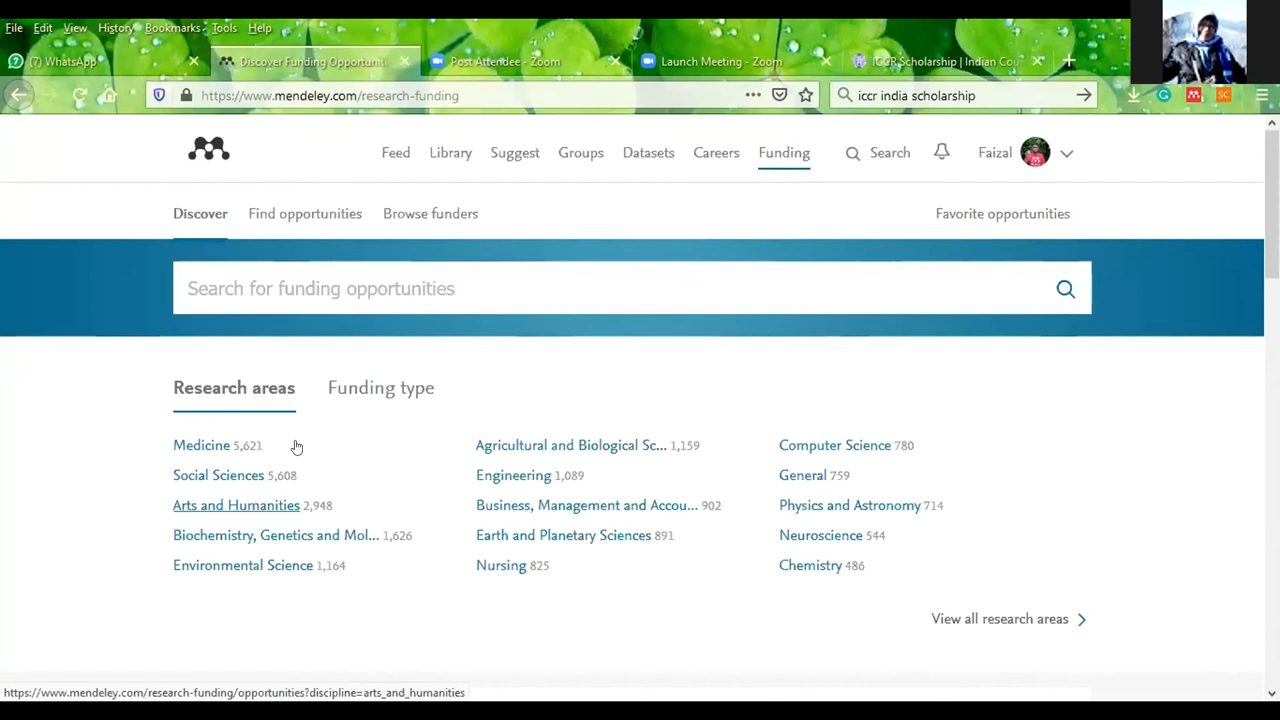 File Edit View History Bookmarks Tools Help
(7) WhatsApp
Discover Funding Opportuni
Post Attendee - Zoom
Launch Meeting - Zoom
ICCR Scholarship | Indian Cou
https://www.mendeley.com/research-funding
iccr india scholarship
Feed Library Suggest Groups Datasets Careers Funding Search Faizal
Discover Find opportunities Browse funders Favorite opportunities
Search for funding opportunities
Research areas Funding type
Medicine 5,621
Social Sciences 5,608
Arts and Humanities 2,948
Biochemistry, Genetics and Mol... 1,626
Environmental Science 1,164
Agricultural and Biological Sc... 1,159
Engineering 1,089
Business, Management and Accou... 902
Earth and Planetary Sciences 891
Nursing 825
Computer Science 780
General 759
Physics and Astronomy 714
Neuroscience 544
Chemistry 486
View all research areas
https://www.mendeley.com/research-funding/opportunities?discipline=arts_and_humanities